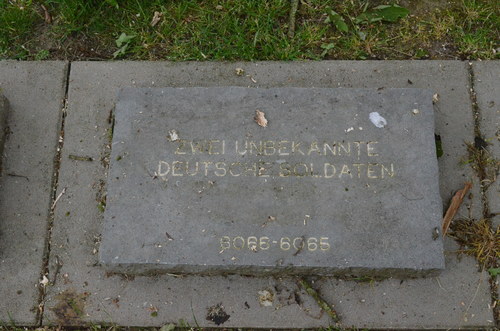 ZWEI UNBEKANNTE
DEUTSCHE SOLDATEN
6066-6065